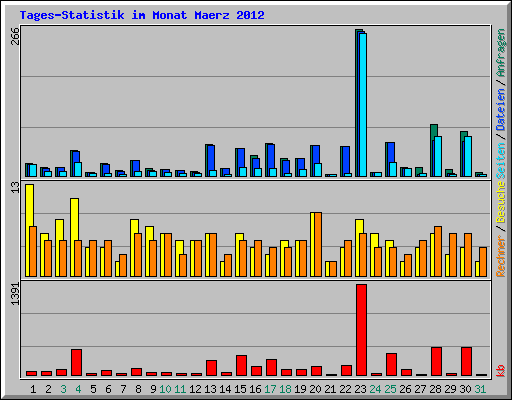 Tages-Statistik im Monat Maerz 2012
266
13
1391
Rechner / Besuche Seiten / Dateien / Anfragen
kb
1 2 3 4 5 6 7 8 9 10 11 12 13 14 15 16 17 18 19 20 21 22 23 24 25 26 27 28 29 30 31